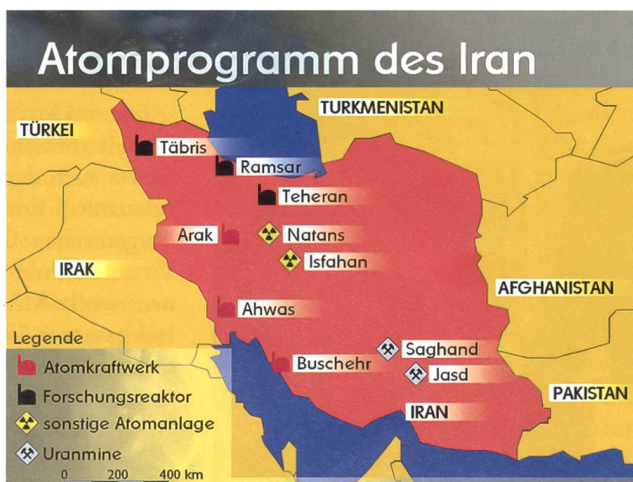 Atomprogramm des Iran
TURKMENISTAN
TÜRKEI
Täbris
Ramsar
Teheran
Arak
Natans
Isfahan
IRAK
AFGHANISTAN
Ahwas
Legende
Saghand
Atomkraftwerk
Buschehr
Jasd
Forschungsreaktor
PAKISTAN
IRAN
sonstige Atomanlage
Uranmine
0 200 400 km